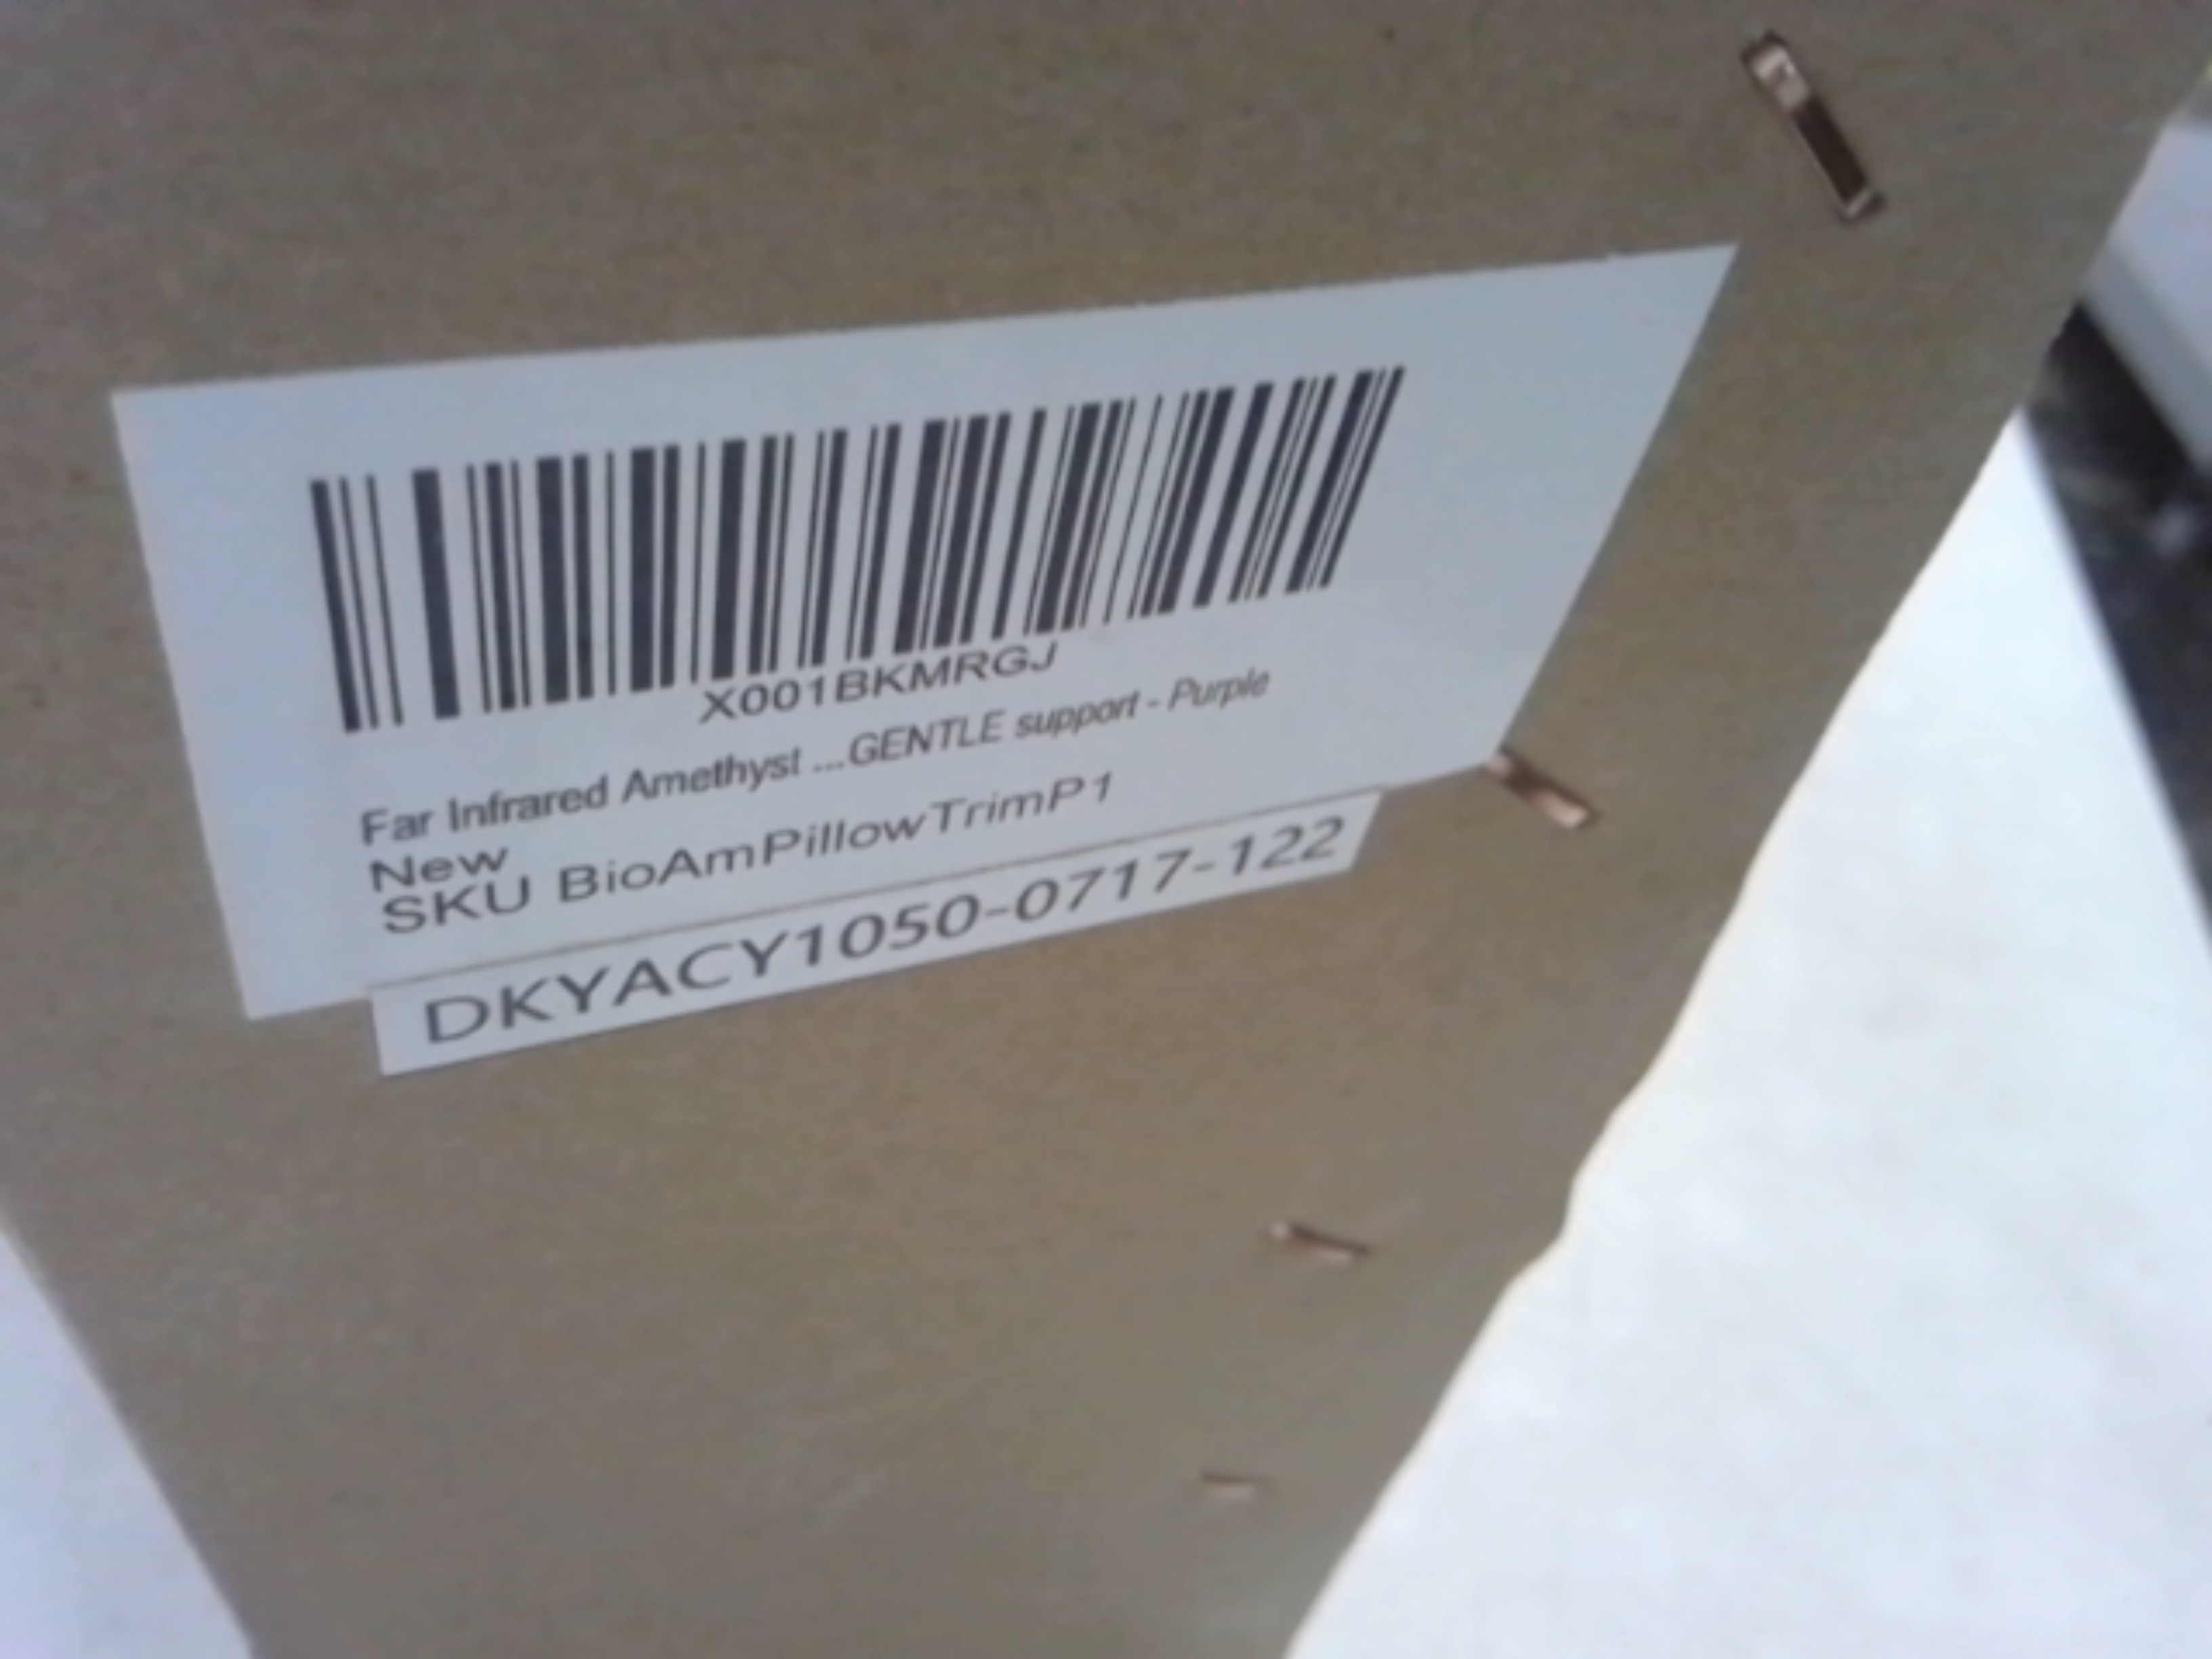 X001BKMRGJ
Far Infrared Amethyst ...GENTLE support - Purple
New
SKU BioAmPillowTrimP1
DKYACY1050-0717-122